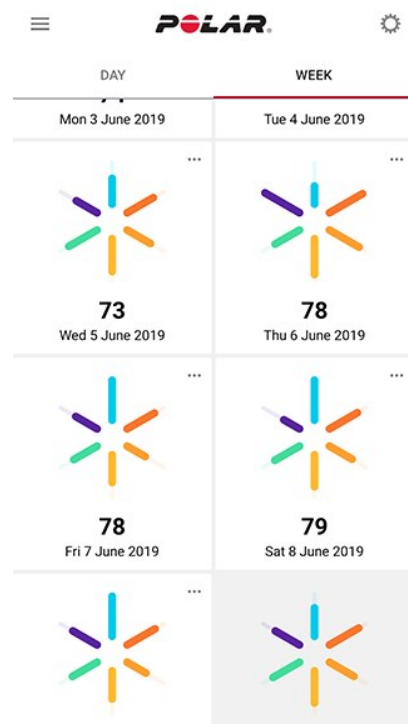 POLAR
DAY WEEK
Mon 3 June 2019 Tue 4 June 2019
73 78
Wed 5 June 2019 Thu 6 June 2019
78 79
Fri 7 June 2019 Sat 8 June 2019